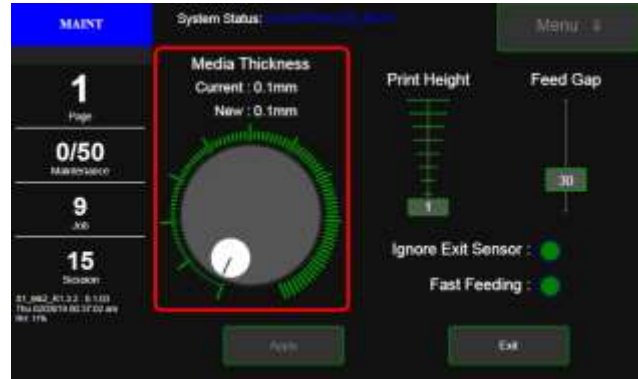 MAINT
System Status:
Menu
1
Page
0/50
Maintenance
9
Job
15
Session
Media Thickness
Current : 0.1mm
New : 0.1mm
Print Height
1
Feed Gap
30
Ignore Exit Sensor :
Fast Feeding :
Apply
Exit